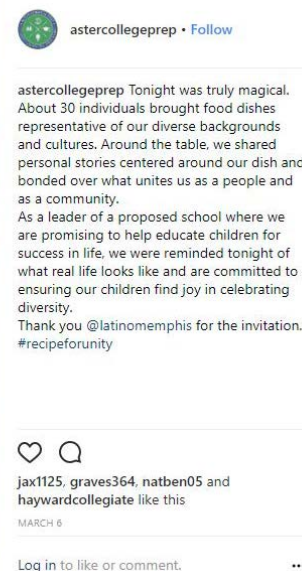 astercollegeprep • Follow
astercollegeprep Tonight was truly magical.
About 30 individuals brought food dishes
representative of our diverse backgrounds
and cultures. Around the table, we shared
personal stories centered around our dish and
bonded over what unites us as a people and
as a community.
As a leader of a proposed school where we
are promising to help educate children for
success in life, we were reminded tonight of
what real life looks like and are committed to
ensuring our children find joy in celebrating
diversity.
Thank you @latinomemphis for the invitation.
#recipeforunity
jax1125, graves364, natben05 and
haywardcollegiate like this
MARCH 6
Log in to like or comment.